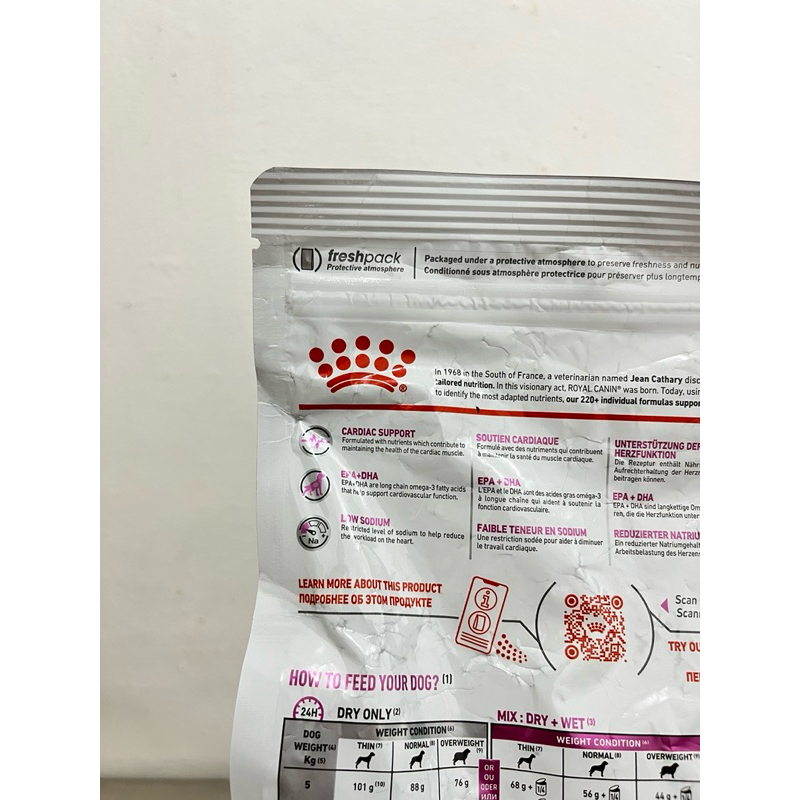 freshpack
Protective atmosphere
Packaged under a protective atmosphere to preserve freshness and nu
Conditionné sous atmosphère protectrice pour préserver plus longtemp
In 1968 in the South of France, a veterinarian named Jean Cathary disc
tailored nutrition. In this visionary act, ROYAL CANIN® was born. Today, usin
to identify the most adapted nutrients, our 220+ individual formulas suppor
CARDIAC SUPPORT
Formulated with nutrients which contribute to
maintaining the health of the cardiac muscle.
EPA+DHA
EPA+DHA are long chain omega-3 fatty acids
that help support cardiovascular function.
LOW SODIUM
Restricted level of sodium to help reduce
the workload on the heart.
Na
SOUTIEN CARDIAQUE
Formulé avec des nutriments qui contribuent
à maintenir la santé du muscle cardiaque.
EPA + DHA
L'EPA et le DHA sont des acides gras oméga-3
à longue chaîne qui aident à soutenir la
fonction cardiovasculaire.
FAIBLE TENEUR EN SODIUM
Une restriction sodée pour aider à diminuer
le travail cardiaque.
UNTERSTÜTZUNG DER
HERZFUNKTION
Die Rezeptur enthält Nähr
Aufrechterhaltung der Herz
beitragen können.
EPA + DHA
EPA + DHA sind langkettige Om
ren, die die Herzfunktion unter
REDUZIERTER NATRIU
Ein reduzierter Natriumgehal
Arbeitsbelastung des Herzen
LEARN MORE ABOUT THIS PRODUCT
ПОДРОБНЕЕ ОБ ЭТОМ ПРОДУКТЕ
Scan
Scan
TRY OU
ПЕ
HOW TO FEED YOUR DOG? (1)
24H
DRY ONLY (2)
MIX : DRY + WET (3)
DOG
WEIGHT (4)
Kg (5)
WEIGHT CONDITION (6)
THIN (7)
NORMAL (8)
OVERWEIGHT (9)
OR
OU
ODER
ИЛИ
WEIGHT CONDITION (6)
THIN (7)
NORMAL (8)
OVERWEIGHT (9)
5
101 g (10)
88 g
76 g
68 g + 1/4
56 g + 1/4
44 g + 1/4